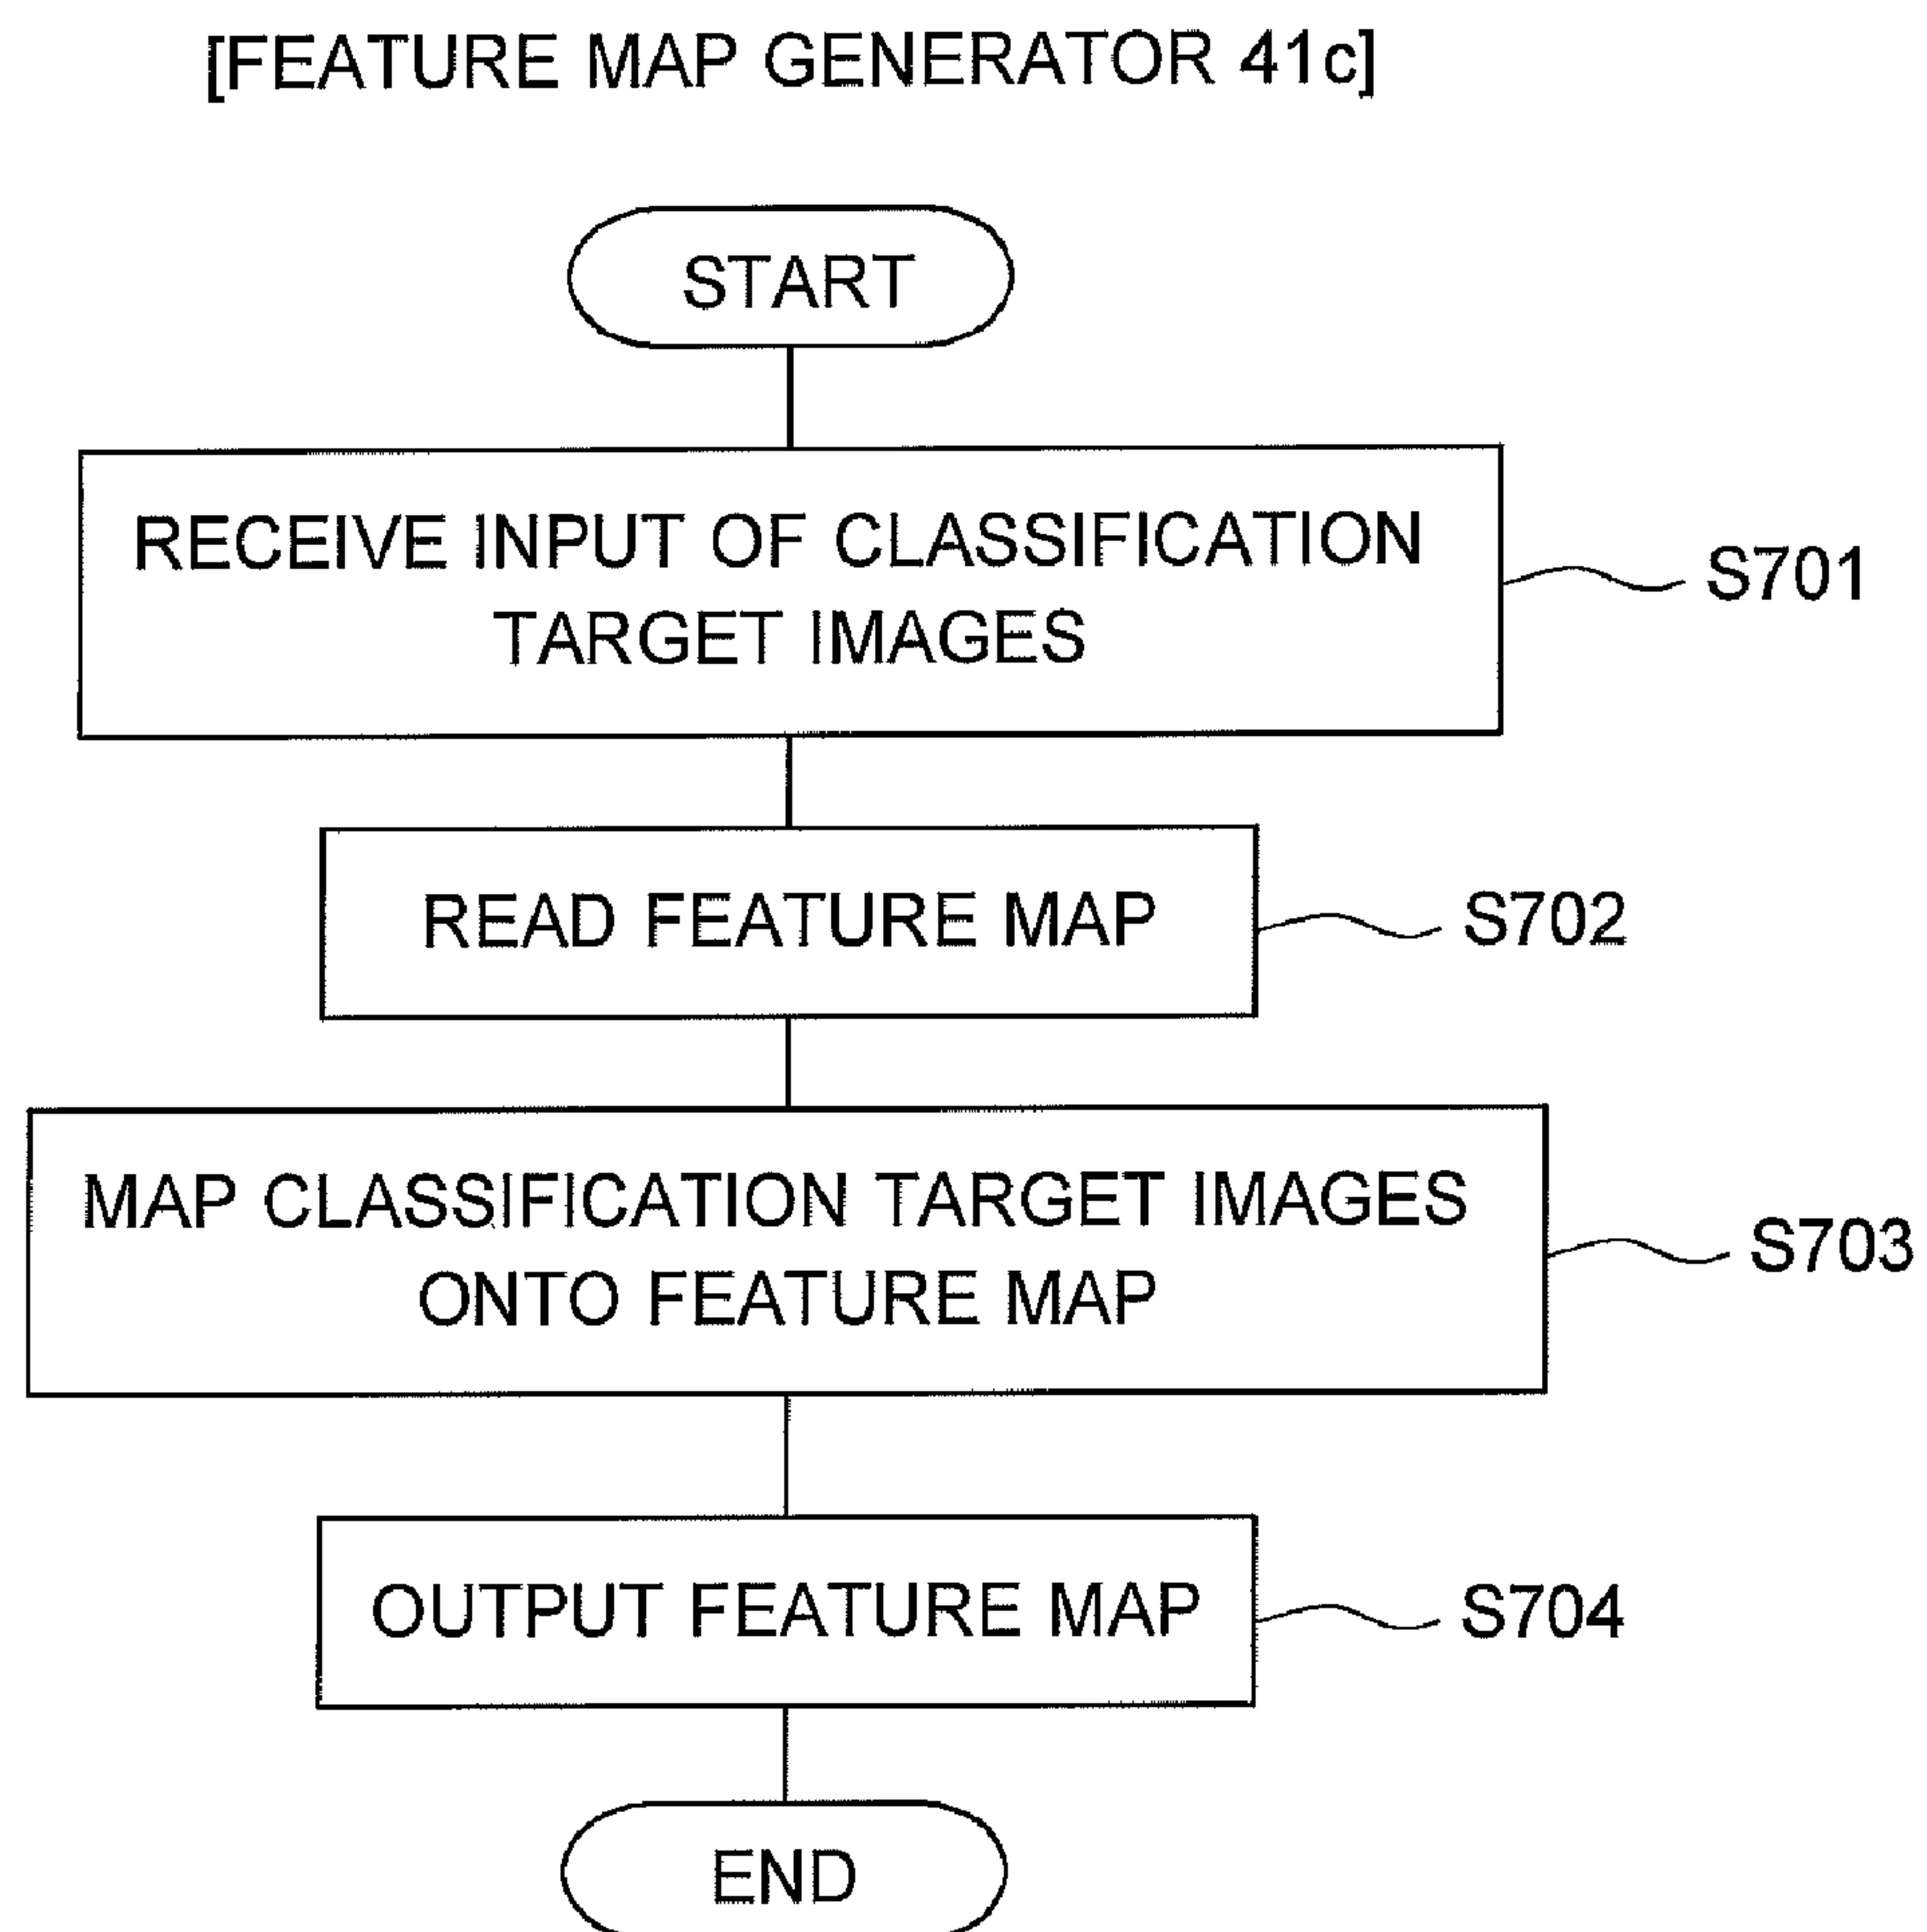 [FEATURE MAP GENERATOR 41c]
START
RECEIVE INPUT OF CLASSIFICATION
TARGET IMAGES
S701
READ FEATURE MAP
S702
MAP CLASSIFICATION TARGET IMAGES
ONTO FEATURE MAP
S703
OUTPUT FEATURE MAP
S704
END